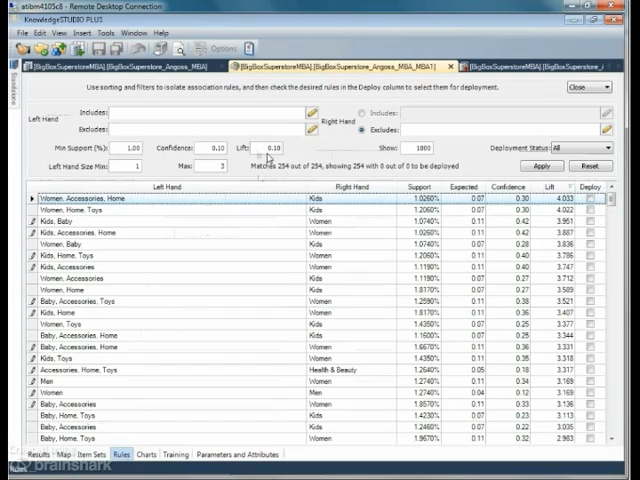 atibm4105c8 - Remote Desktop Connection
KnowledgeSTUDIO PLUS
File Edit View Insert Tools Window Help
Options
[BigBoxSuperstoreMBA].[BigBoxSuperstore_Angoss_MBA] [BigBoxSuperstoreMBA].[BigBoxSuperstore_Angoss_MBA_MBA1] [BigBoxSuperstoreMBA].[BigBoxSuperstore_
Use sorting and filters to isolate association rules, and then check the desired rules in the Deploy column to select them for deployment. Close
Left Hand Includes: Right Hand Includes:
Excludes: Excludes:
Min Support (%): 1.00 Confidence: 0.10 Lift: 0.10 Show: 1000 Deployment Status: All
Left Hand Size Min: 1 Max: 3 Matches 254 out of 254, showing 254 with 0 out of 0 to be deployed Apply Reset
Left Hand Right Hand Support Expected Confidence Lift Deploy
Women, Accessories, Home Kids 1.0260% 0.07 0.30 4.033
Women, Home, Toys Kids 1.2060% 0.07 0.30 4.022
Kids, Baby Women 1.0740% 0.11 0.42 3.951
Kids, Accessories, Home Women 1.0260% 0.11 0.42 3.887
Women, Baby Kids 1.0740% 0.07 0.28 3.836
Kids, Home, Toys Women 1.2060% 0.11 0.40 3.756
Kids, Accessories Women 1.1190% 0.11 0.40 3.747
Women, Accessories Kids 1.1190% 0.07 0.27 3.712
Women, Home Kids 1.8170% 0.07 0.27 3.589
Baby, Accessories, Toys Women 1.2590% 0.11 0.38 3.521
Kids, Home Women 1.8170% 0.11 0.36 3.407
Women, Toys Kids 1.4350% 0.07 0.25 3.377
Baby, Accessories, Home Kids 1.1600% 0.07 0.25 3.344
Baby, Accessories, Home Women 1.6670% 0.11 0.36 3.331
Kids, Toys Women 1.4350% 0.11 0.35 3.318
Accessories, Home, Toys Health & Beauty 1.2640% 0.05 0.18 3.317
Men Women 1.2740% 0.11 0.34 3.169
Women Men 1.2740% 0.04 0.12 3.169
Baby, Accessories Women 1.8570% 0.11 0.33 3.136
Baby, Home, Toys Kids 1.4230% 0.07 0.23 3.113
Baby, Accessories Kids 1.2170% 0.07 0.22 3.035
Baby, Home, Toys Women 1.9670% 0.11 0.32 2.983
Results Map Item Sets Rules Charts Training Parameters and Attributes
brainshark